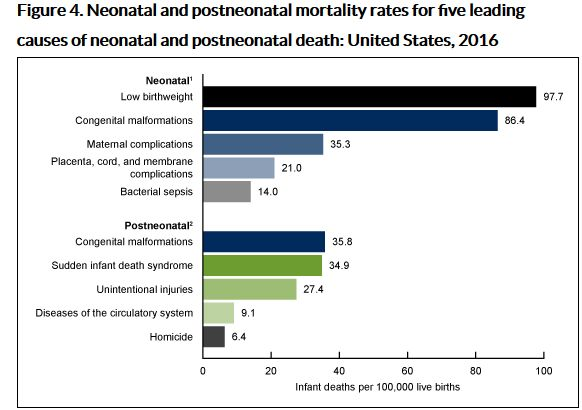 Figure 4. Neonatal and postneonatal mortality rates for five leading
causes of neonatal and postneonatal death: United States, 2016
Neonatal¹
Low birthweight 97.7
Congenital malformations 86.4
Maternal complications 35.3
Placenta, cord, and membrane
complications 21.0
Bacterial sepsis 14.0
Postneonatal²
Congenital malformations 35.8
Sudden infant death syndrome 34.9
Unintentional injuries 27.4
Diseases of the circulatory system 9.1
Homicide 6.4
0 20 40 60 80 100
Infant deaths per 100,000 live births